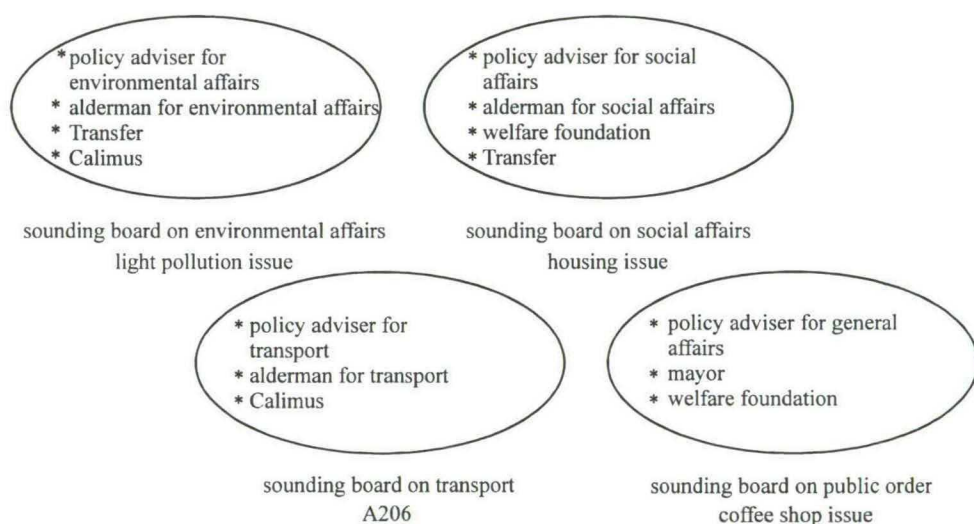 * policy adviser for
environmental affairs
* alderman for environmental affairs
* Transfer
* Calimus
sounding board on environmental affairs
light pollution issue
* policy adviser for social
affairs
* alderman for social affairs
* welfare foundation
* Transfer
sounding board on social affairs
housing issue
* policy adviser for
transport
* alderman for transport
* Calimus
sounding board on transport
A206
* policy adviser for general
affairs
* mayor
* welfare foundation
sounding board on public order
coffee shop issue